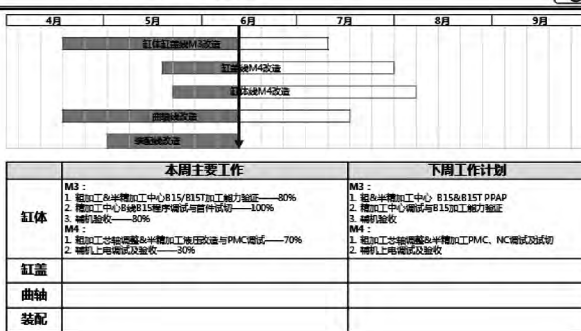 4月 5月 6月 7月 8月 9月
缸体缸盖线M3改造
缸盖线M4改造
缸体线M4改造
曲轴线改造
装配线改造
本周主要工作 下周工作计划
缸体
M3：
1. 粗加工&半精加工中心B15/B15T加工能力验证——80%
2. 精加工中心B线B15程序调试与首件试切——100%
3. 辅机验收——80%
M4：
1. 粗加工芯轴调整&半精加工液压改造与PMC调试——70%
2. 辅机上电调试及验收——30%
M3：
1. 粗&半精加工中心 B15&B15T PPAP
2. 精加工中心调试与B15加工能力验证
3. 辅机验收
M4：
1. 粗加工芯轴调整&半精加工PMC、NC调试及试切
2. 辅机上电调试及验收
缸盖
曲轴
装配